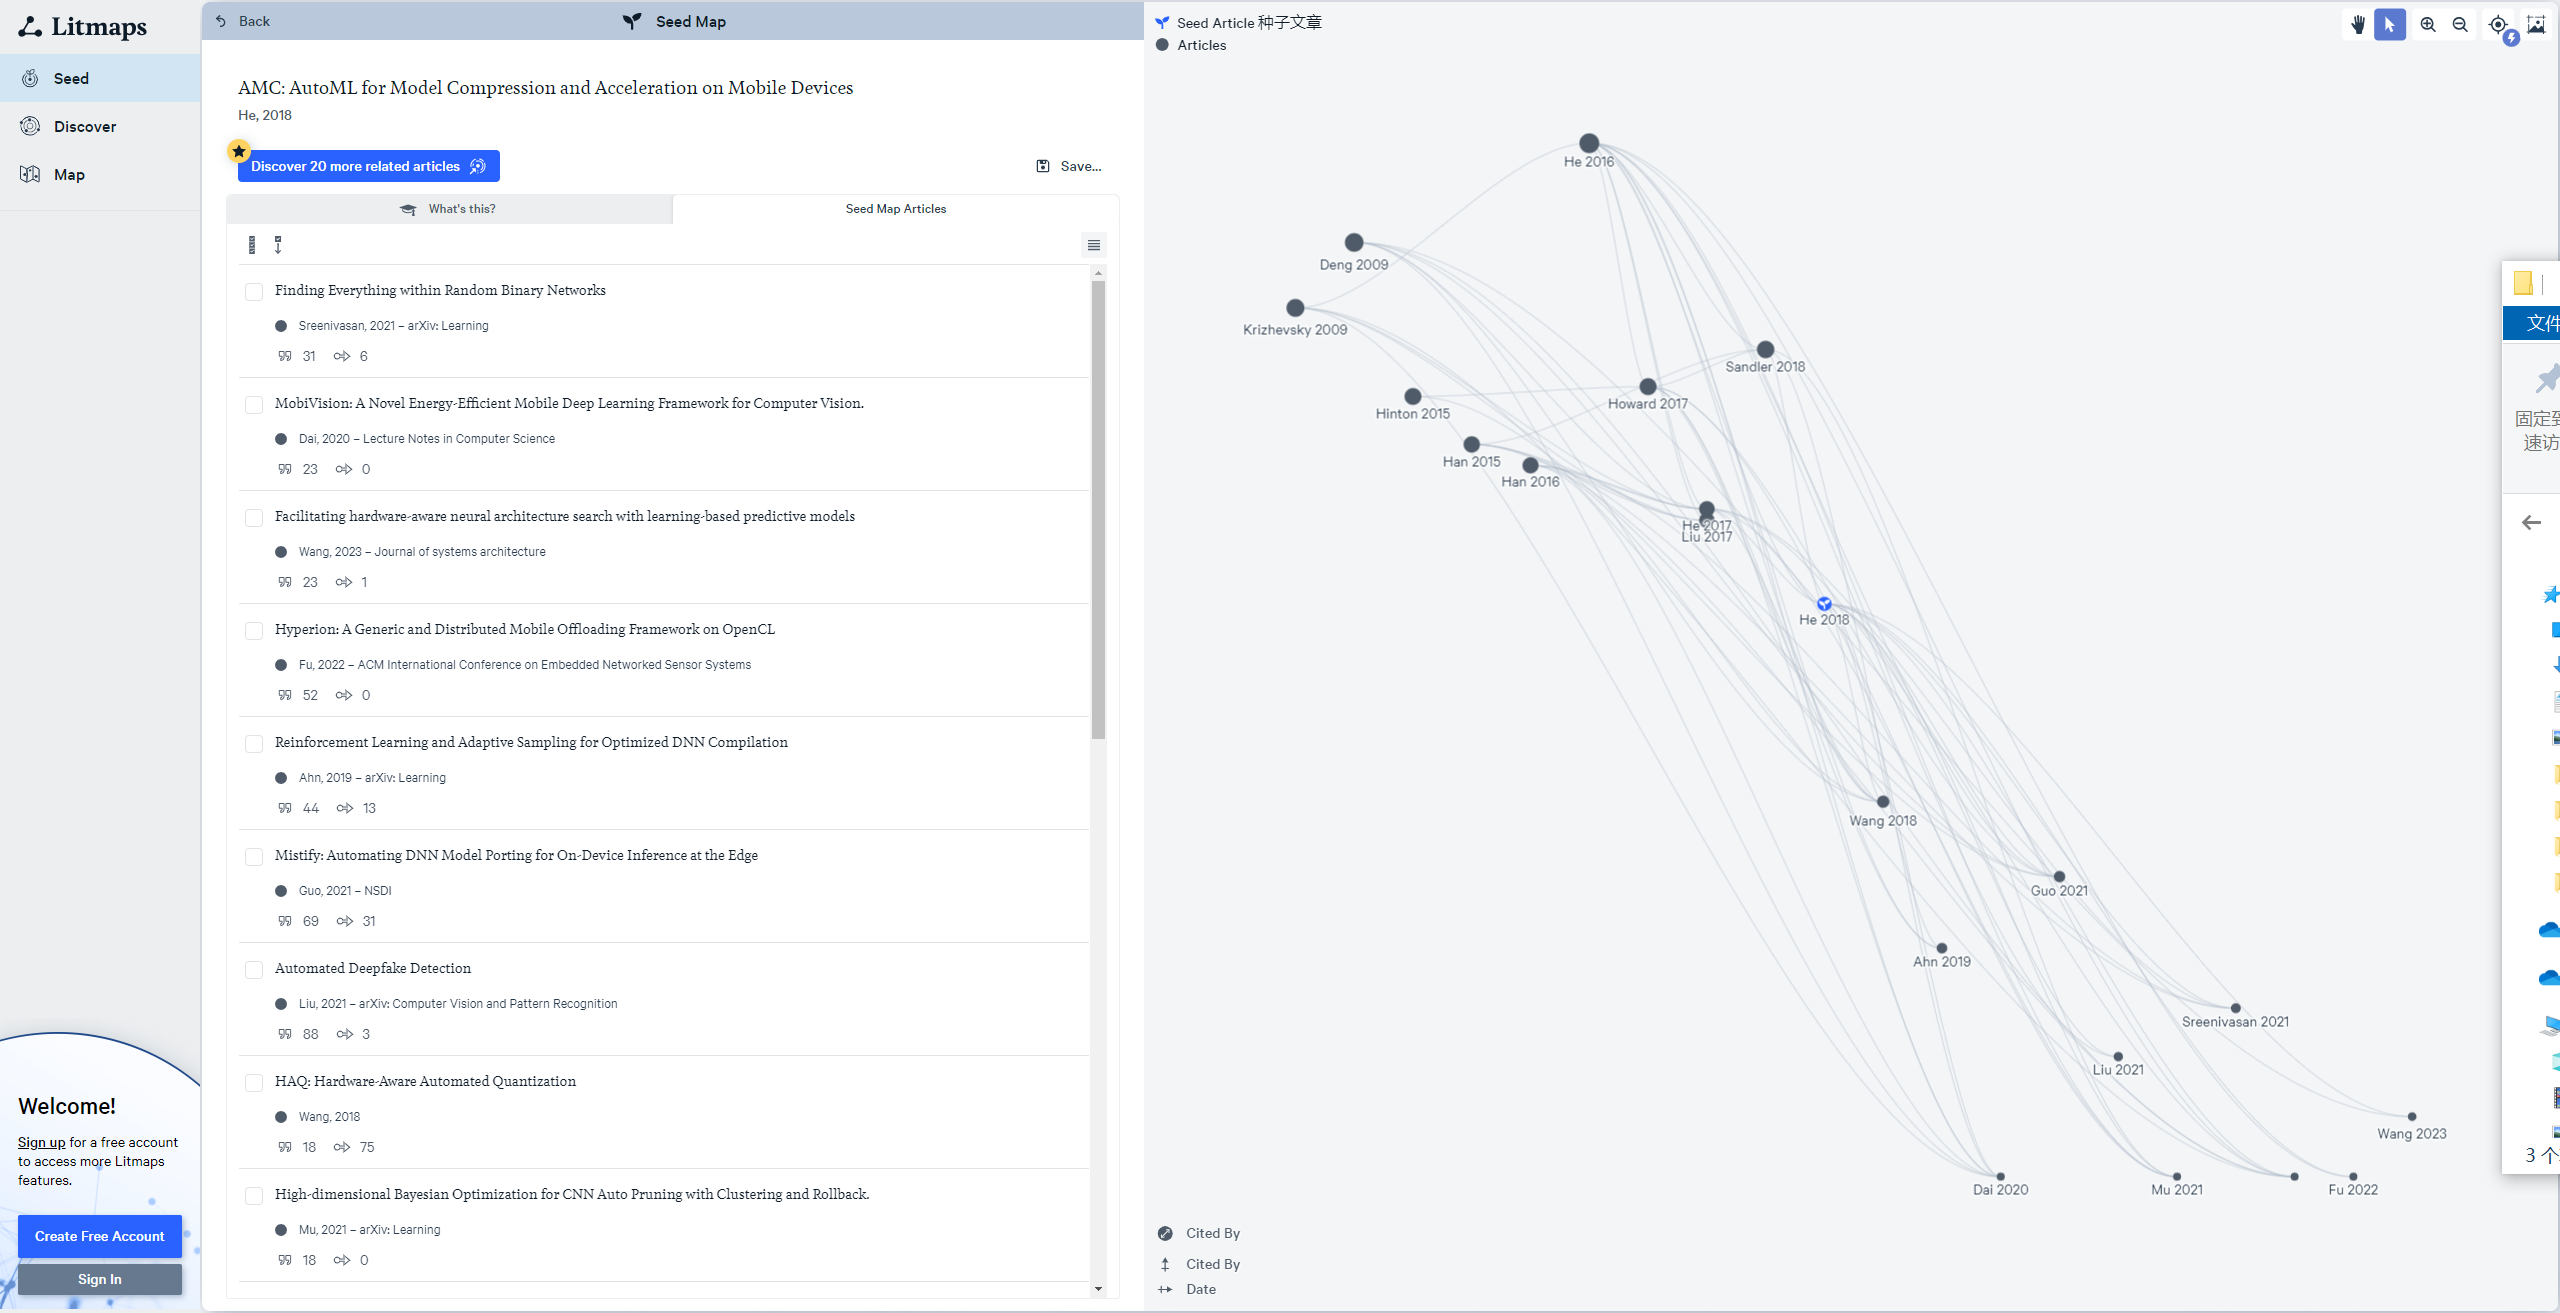 Litmaps
Seed
Discover
Map
Welcome!
Sign up for a free account
to access more Litmaps
features.
Create Free Account
Sign In
Back
Seed Map
AMC: AutoML for Model Compression and Acceleration on Mobile Devices
He, 2018
Discover 20 more related articles
Save...
What's this?
Seed Map Articles
Finding Everything within Random Binary Networks
Sreenivasan, 2021 – arXiv: Learning
31 6
MobiVision: A Novel Energy-Efficient Mobile Deep Learning Framework for Computer Vision.
Dai, 2020 – Lecture Notes in Computer Science
23 0
Facilitating hardware-aware neural architecture search with learning-based predictive models
Wang, 2023 – Journal of systems architecture
23 1
Hyperion: A Generic and Distributed Mobile Offloading Framework on OpenCL
Fu, 2022 – ACM International Conference on Embedded Networked Sensor Systems
52 0
Reinforcement Learning and Adaptive Sampling for Optimized DNN Compilation
Ahn, 2019 – arXiv: Learning
44 13
Mistify: Automating DNN Model Porting for On-Device Inference at the Edge
Guo, 2021 – NSDI
69 31
Automated Deepfake Detection
Liu, 2021 – arXiv: Computer Vision and Pattern Recognition
88 3
HAQ: Hardware-Aware Automated Quantization
Wang, 2018
18 75
High-dimensional Bayesian Optimization for CNN Auto Pruning with Clustering and Rollback.
Mu, 2021 – arXiv: Learning
18 0
Seed Article 种子文章
Articles
He 2016
Deng 2009
Krizhevsky 2009
Sandler 2018
Howard 2017
Hinton 2015
Han 2015
Han 2016
He 2017
Liu 2017
He 2018
Wang 2018
Guo 2021
Ahn 2019
Sreenivasan 2021
Liu 2021
Wang 2023
Dai 2020
Mu 2021
Fu 2022
Cited By
Cited By
Date
文件
固定到
速访
3 个